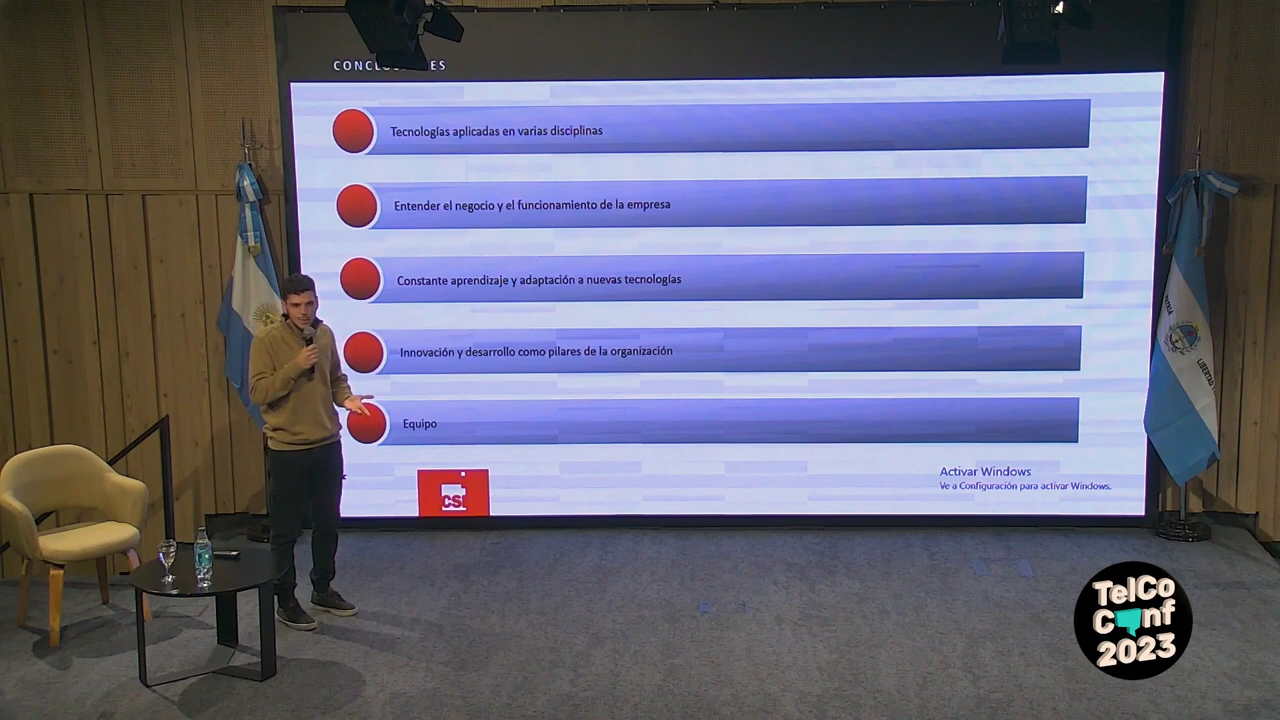 Tecnologías aplicadas en varias disciplinas
Entender el negocio y el funcionamiento de la empresa
Constante aprendizaje y adaptación a nuevas tecnologías
Innovación y desarrollo como pilares de la organización
Equipo
CSI
Activar Windows
Ve a Configuración para activar Windows.
TelCo
Conf
2023